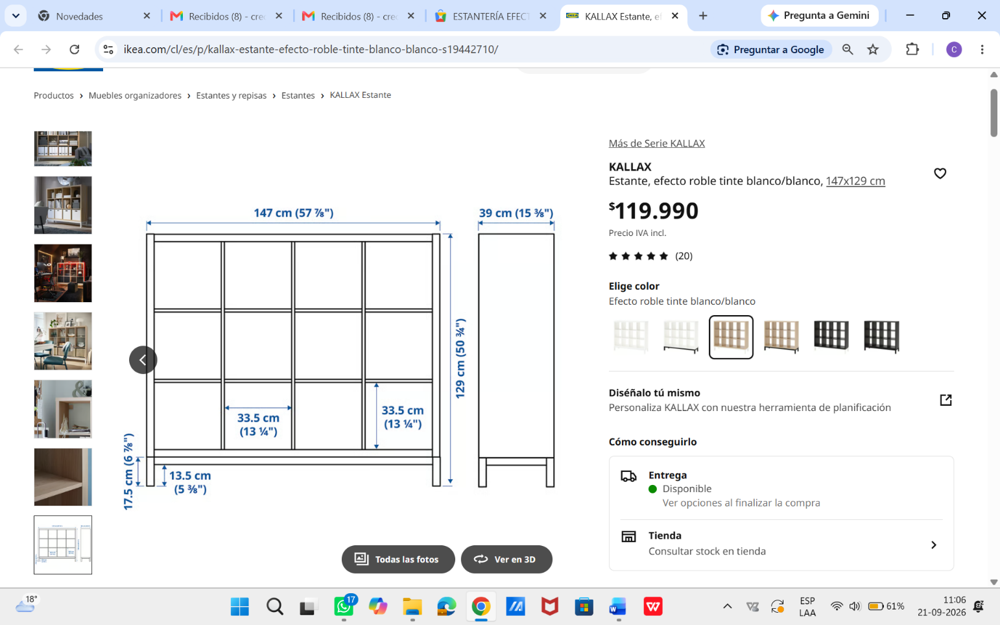 Novedades
Recibidos (8) - cre
Recibidos (8) - cre
ESTANTERÍA EFECT
KALLAX Estante, e
Pregunta a Gemini
ikea.com/cl/es/p/kallax-estante-efecto-roble-tinte-blanco-blanco-s19442710/
Preguntar a Google
C
Productos › Muebles organizadores › Estantes y repisas › Estantes › KALLAX Estante
Más de Serie KALLAX
KALLAX
Estante, efecto roble tinte blanco/blanco, 147x129 cm
$119.990
Precio IVA incl.
(20)
Elige color
Efecto roble tinte blanco/blanco
Diséñalo tú mismo
Personaliza KALLAX con nuestra herramienta de planificación
Cómo conseguirlo
Entrega
Disponible
Ver opciones al finalizar la compra
Tienda
Consultar stock en tienda
147 cm (57 ⅞")
39 cm (15 ⅜")
129 cm (50 ¾")
33.5 cm
(13 ¼")
33.5 cm
(13 ¼")
17.5 cm (6 ⅞")
13.5 cm
(5 ⅜")
Todas las fotos
Ver en 3D
18°
17
ESP
LAA
61%
11:06
21-09-2026